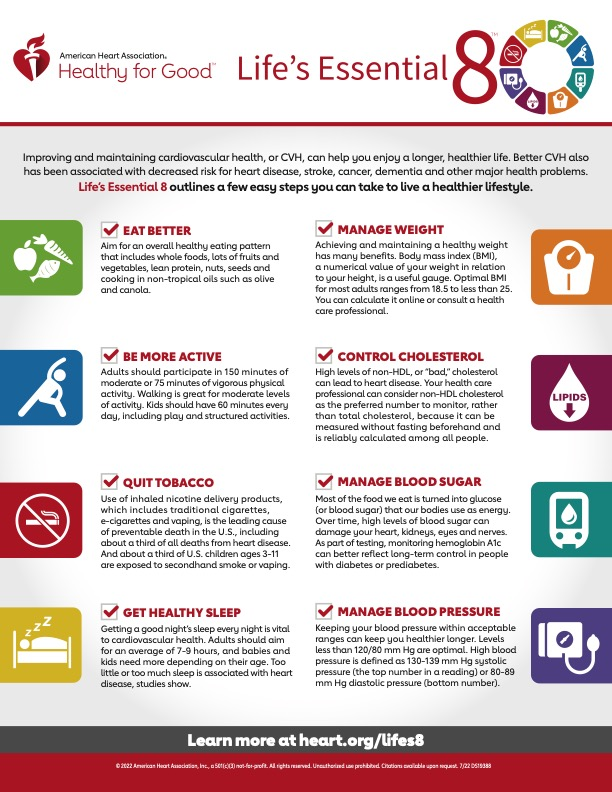 American Heart Association®
Healthy for Good™
Life's Essential 8™
Improving and maintaining cardiovascular health, or CVH, can help you enjoy a longer, healthier life. Better CVH also
has been associated with decreased risk for heart disease, stroke, cancer, dementia and other major health problems.
Life's Essential 8 outlines a few easy steps you can take to live a healthier lifestyle.
EAT BETTER
Aim for an overall healthy eating pattern
that includes whole foods, lots of fruits and
vegetables, lean protein, nuts, seeds and
cooking in non-tropical oils such as olive
and canola.
BE MORE ACTIVE
Adults should participate in 150 minutes of
moderate or 75 minutes of vigorous physical
activity. Walking is great for moderate levels
of activity. Kids should have 60 minutes every
day, including play and structured activities.
QUIT TOBACCO
Use of inhaled nicotine delivery products,
which includes traditional cigarettes,
e-cigarettes and vaping, is the leading cause
of preventable death in the U.S., including
about a third of all deaths from heart disease.
And about a third of U.S. children ages 3-11
are exposed to secondhand smoke or vaping.
z z Z
GET HEALTHY SLEEP
Getting a good night's sleep every night is vital
to cardiovascular health. Adults should aim
for an average of 7-9 hours, and babies and
kids need more depending on their age. Too
little or too much sleep is associated with heart
disease, studies show.
MANAGE WEIGHT
Achieving and maintaining a healthy weight
has many benefits. Body mass index (BMI),
a numerical value of your weight in relation
to your height, is a useful gauge. Optimal BMI
for most adults ranges from 18.5 to less than 25.
You can calculate it online or consult a health
care professional.
CONTROL CHOLESTEROL
High levels of non-HDL, or "bad," cholesterol
can lead to heart disease. Your health care
professional can consider non-HDL cholesterol
as the preferred number to monitor, rather
than total cholesterol, because it can be
measured without fasting beforehand and
is reliably calculated among all people.
LIPIDS
MANAGE BLOOD SUGAR
Most of the food we eat is turned into glucose
(or blood sugar) that our bodies use as energy.
Over time, high levels of blood sugar can
damage your heart, kidneys, eyes and nerves.
As part of testing, monitoring hemoglobin A1c
can better reflect long-term control in people
with diabetes or prediabetes.
MANAGE BLOOD PRESSURE
Keeping your blood pressure within acceptable
ranges can keep you healthier longer. Levels
less than 120/80 mm Hg are optimal. High blood
pressure is defined as 130-139 mm Hg systolic
pressure (the top number in a reading) or 80-89
mm Hg diastolic pressure (bottom number).
Learn more at heart.org/lifes8
© 2022 American Heart Association, Inc., a 501(c)(3) not-for-profit. All rights reserved. Unauthorized use prohibited. Citations available upon request. 7/22 DS19388